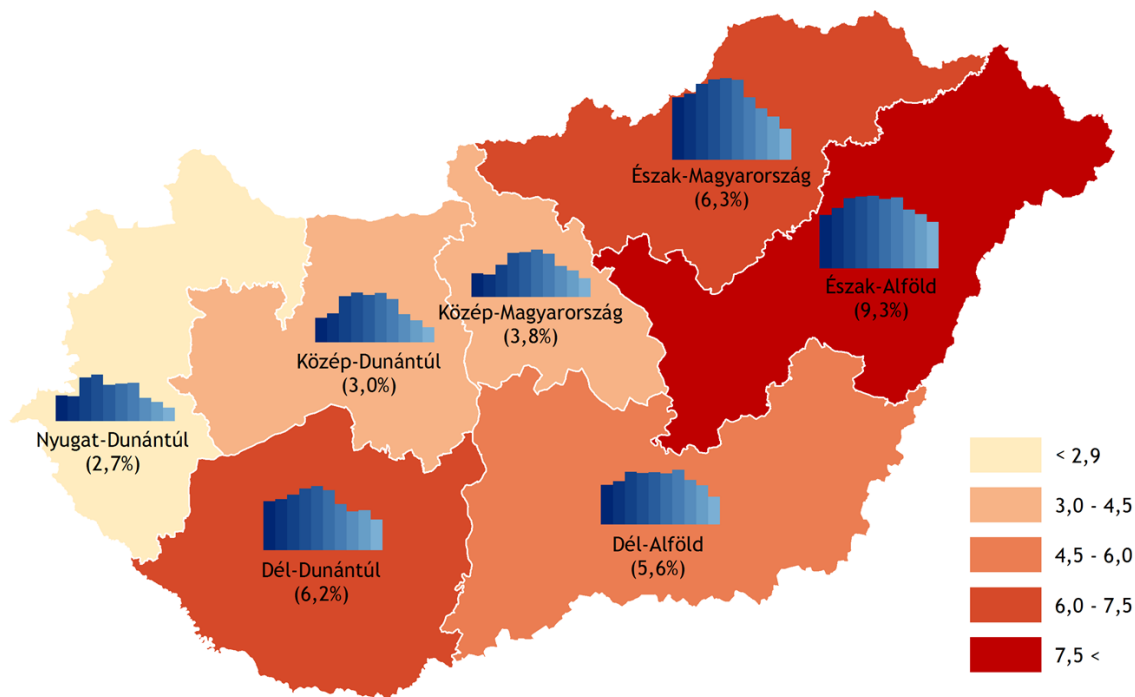 Észak-Magyarország
(6,3%)
Észak-Alföld
(9,3%)
Közép-Magyarország
(3,8%)
Közép-Dunántúl
(3,0%)
Nyugat-Dunántúl
(2,7%)
Dél-Alföld
(5,6%)
Dél-Dunántúl
(6,2%)
< 2,9
3,0 - 4,5
4,5 - 6,0
6,0 - 7,5
7,5 <